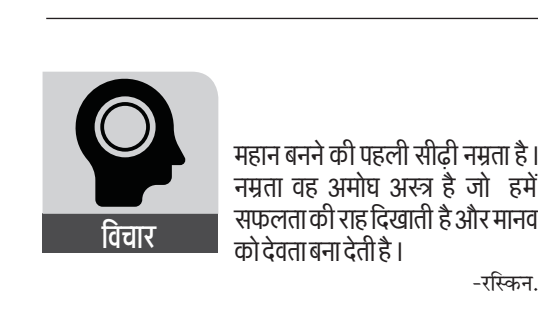 विचार
महान बनने की पहली सीढ़ी नम्रता है।
नम्रता वह अमोघ अस्त्र है जो हमें
सफलता की राह दिखाती है और मानव
को देवता बना देती है।
-रस्किन.